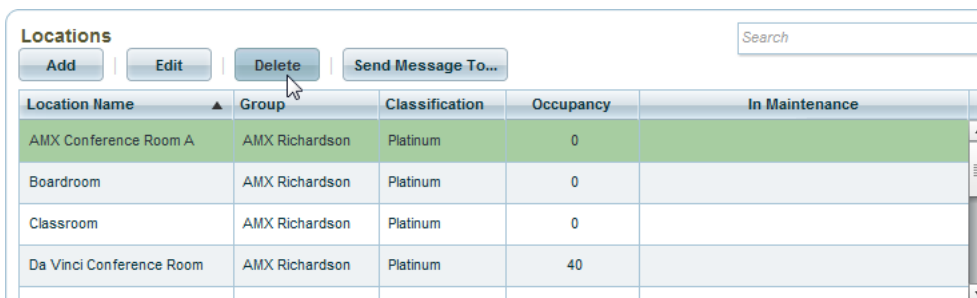 Locations
Search
Add Edit Delete Send Message To...
Location Name Group Classification Occupancy In Maintenance
AMX Conference Room A AMX Richardson Platinum 0
Boardroom AMX Richardson Platinum 0
Classroom AMX Richardson Platinum 0
Da Vinci Conference Room AMX Richardson Platinum 40